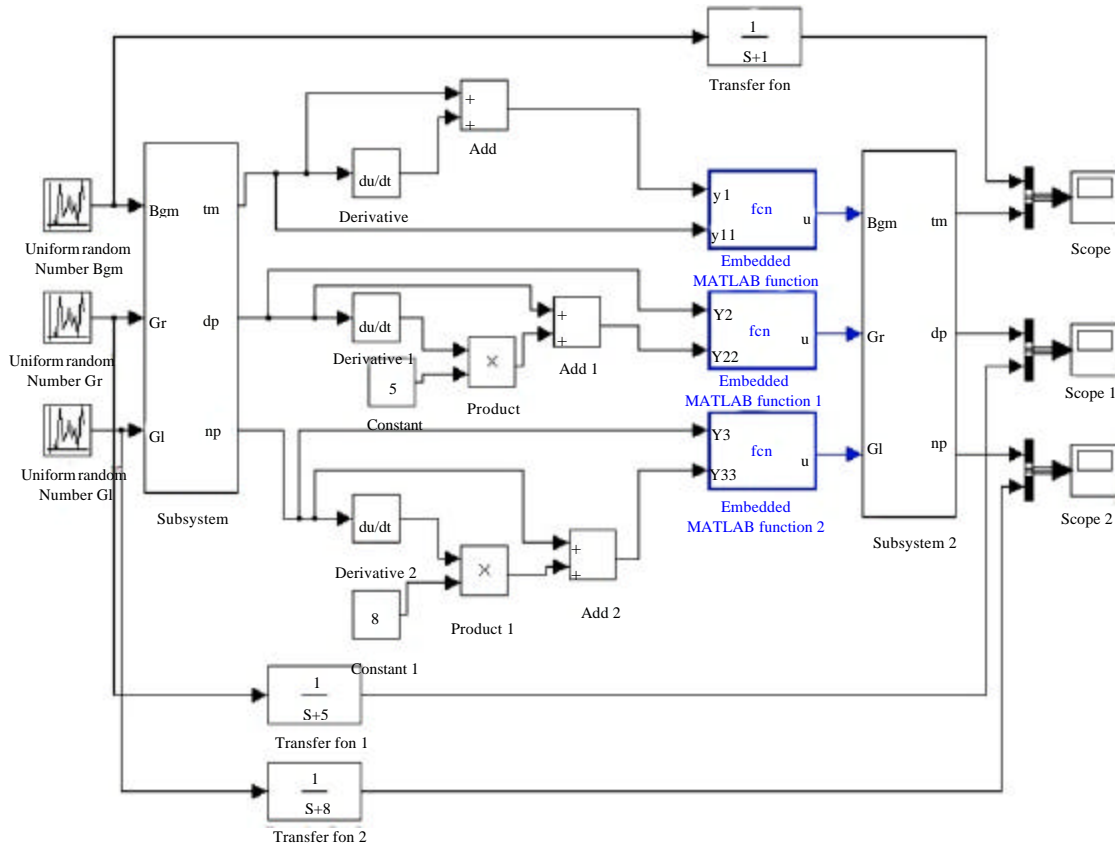 1
S+1
Transfer fon
+
+
Add
du/dt
Derivative
Uniform random
Number Bgm
Bgm
tm
y1
fcn
u
y11
Embedded
MATLAB function
Bgm
tm
Scope
Uniform random
Number Gr
Gr
dp
du/dt
Derivative 1
5
Constant
×
Product
+
+
Add 1
Y2
fcn
u
Y22
Embedded
MATLAB function 1
Gr
dp
Scope 1
Uniform random
Number Gl
Gl
np
Subsystem
du/dt
Derivative 2
8
Constant 1
×
Product 1
+
+
Add 2
Y3
fcn
u
Y33
Embedded
MATLAB function 2
Gl
np
Subsystem 2
Scope 2
1
S+5
Transfer fon 1
1
S+8
Transfer fon 2